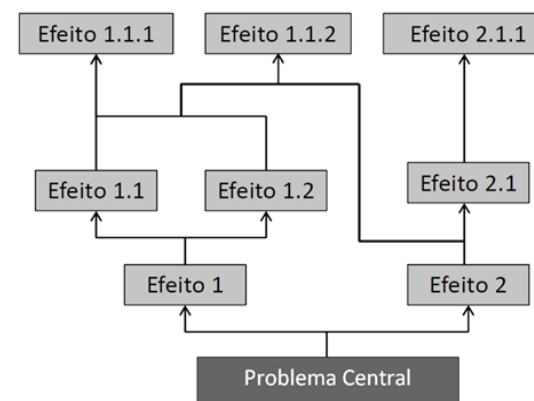 Efeito 1.1.1
Efeito 1.1.2
Efeito 2.1.1
Efeito 1.1
Efeito 1.2
Efeito 2.1
Efeito 1
Efeito 2
Problema Central